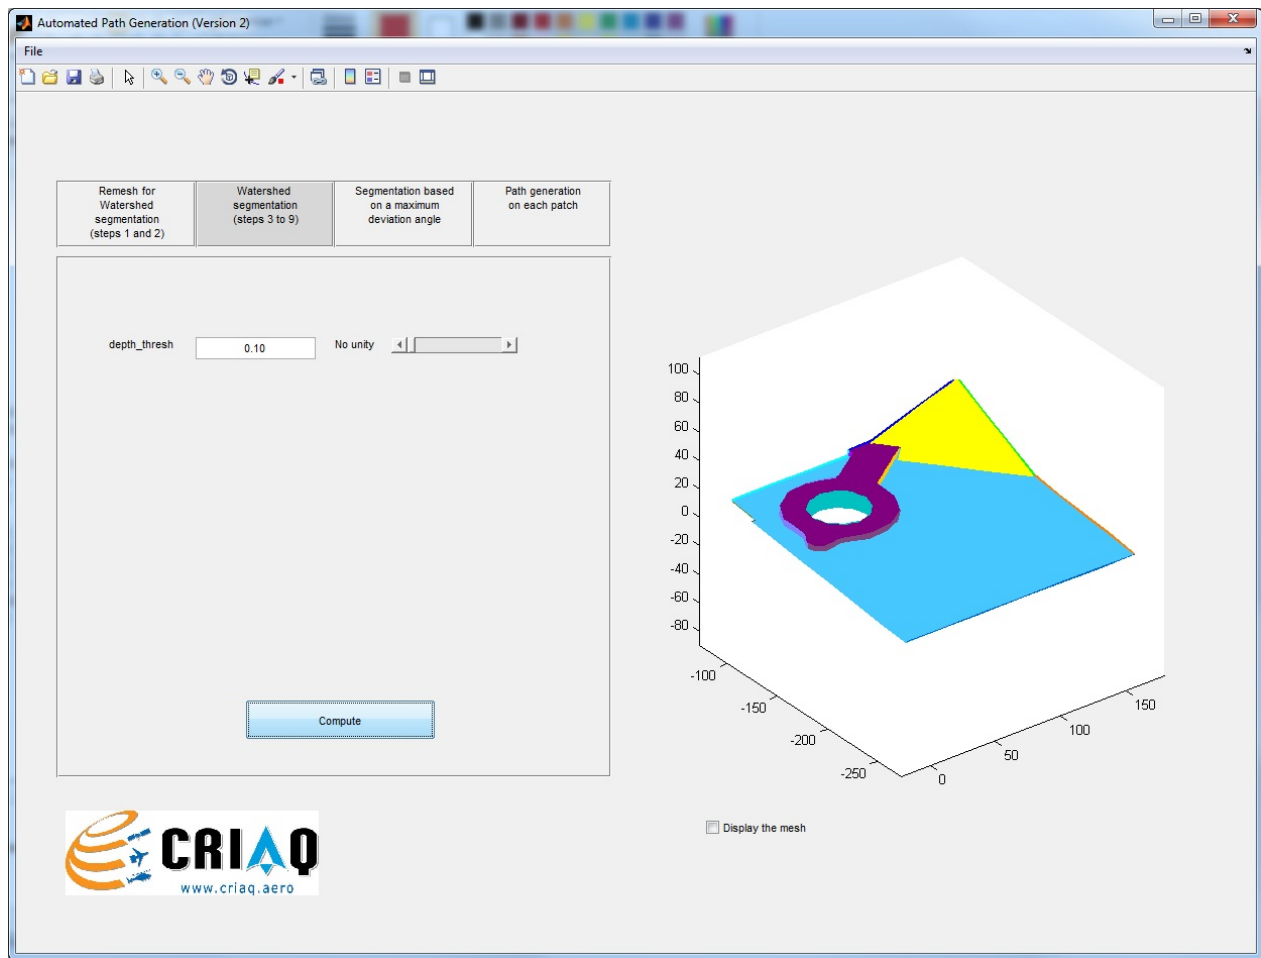 Automated Path Generation (Version 2)
File
Remesh for
Watershed
segmentation
(steps 1 and 2)
Watershed
segmentation
(steps 3 to 9)
Segmentation based
on a maximum
deviation angle
Path generation
on each patch
depth_thresh
0.10
No unity
Compute
100
80
60
40
20
0
-20
-40
-60
-80
-100
-150
-200
-250
0
50
100
150
Display the mesh
CRIAQ
www.criaq.aero